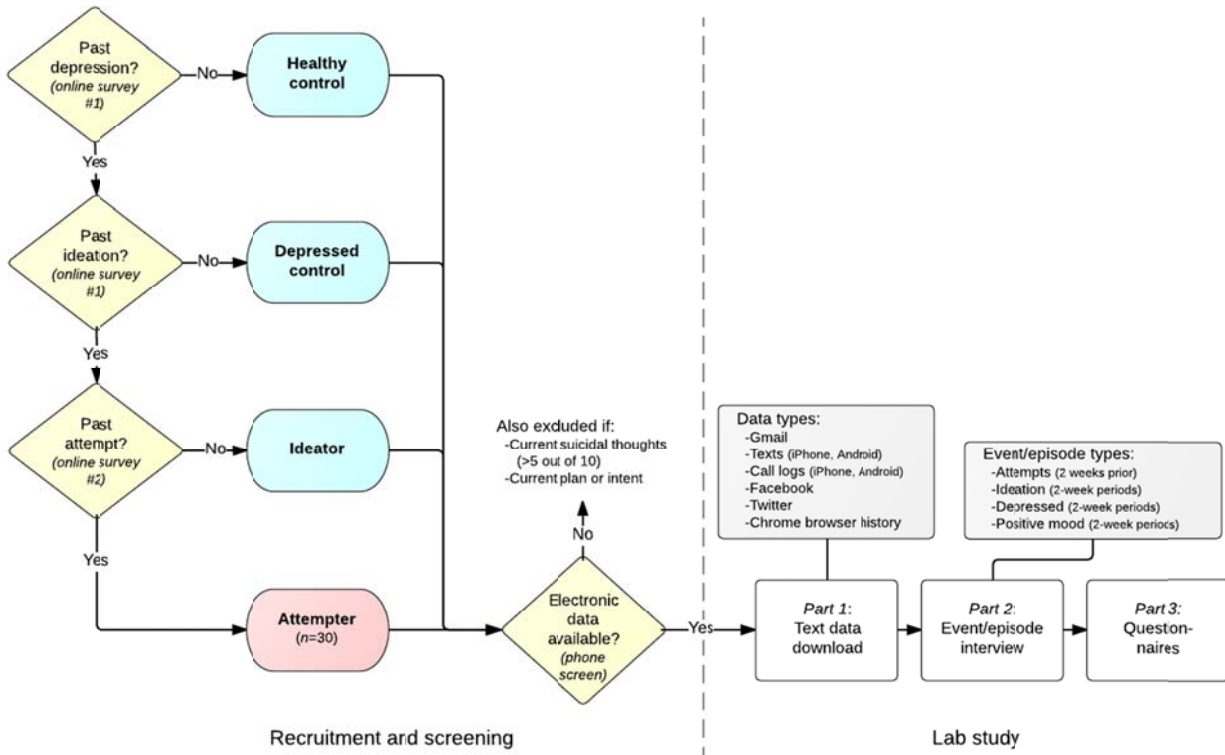 Past
depression?
(online survey
#1)
No
Healthy
control
Yes
Past
ideaton?
(online survey
#1)
No
Depressed
control
Yes
Past
attempt?
(online survey
#2)
No
Ideator
Yes
Attempter
(n=30)
Also excluded if:
-Current suicidal thoughts
(>5 out of 10)
-Current plan or intent
No
Electronic
data
available?
(phone
screen)
Yes
Data types:
-Gmail
-Texts (iPhone, Android)
-Call logs (iPhone, Android)
-Facebook
-Twitter
-Chrome browser history
Event/episode types:
-Attempts (2 weeks prior)
-Ideation (2-week periods)
-Depressed (2-week periods)
-Positive mood (2-week periods)
Part 1:
Text data
download
Part 2:
Event/episode
interview
Part 3:
Question-
naires
Recruitment and screening
Lab study